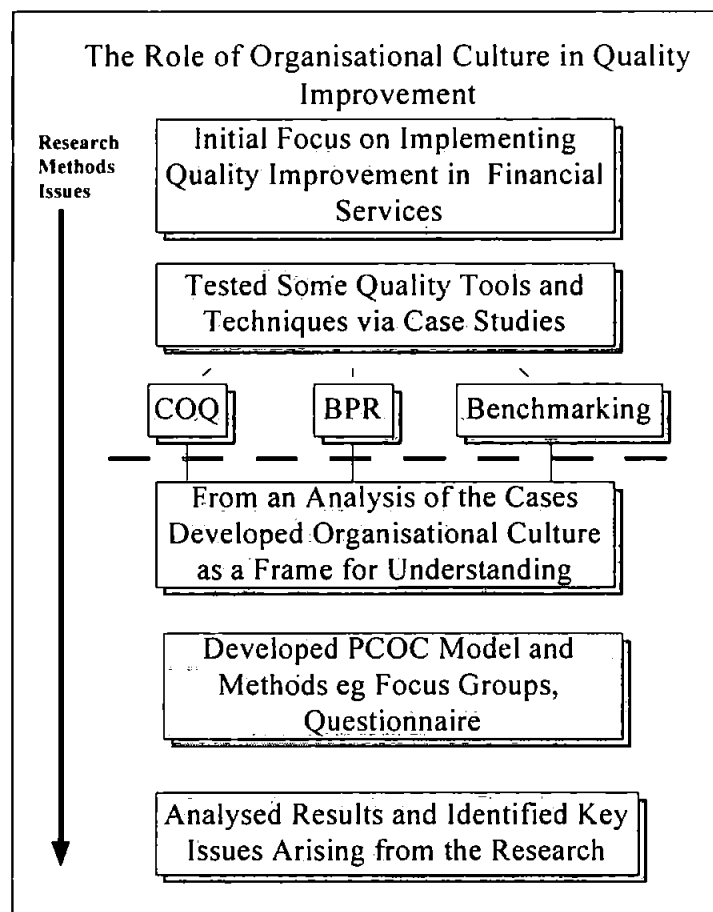 The Role of Organisational Culture in Quality
Improvement
Research
Methods
Issues
Initial Focus on Implementing
Quality Improvement in Financial
Services
Tested Some Quality Tools and
Techniques via Case Studies
COQ
BPR
Benchmarking
From an Analysis of the Cases
Developed Organisational Culture
as a Frame for Understanding
Developed PCOC Model and
Methods eg Focus Groups,
Questionnaire
Analysed Results and Identified Key
Issues Arising from the Research